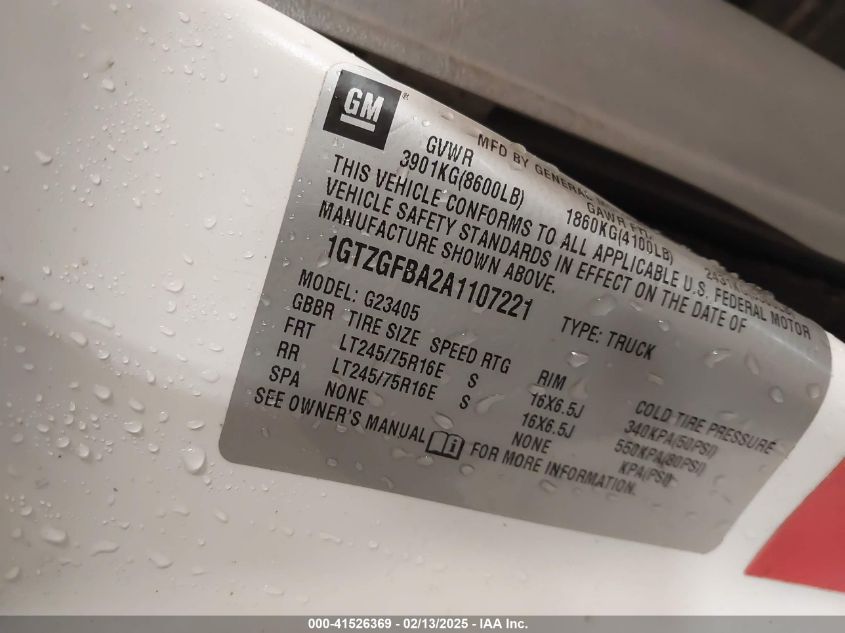 GM®
MFD BY GENERAL
GVWR GAWR
3901KG(8600LB) 1860KG(4100LB)
THIS VEHICLE CONFORMS TO ALL APPLICABLE U.S. FEDERAL MOTOR
VEHICLE SAFETY STANDARDS IN EFFECT ON THE DATE OF
MANUFACTURE SHOWN ABOVE.
1GTZGFBA2A1107221 TYPE: TRUCK
MODEL: G23405
GBBR TIRE SIZE SPEED RTG RIM COLD TIRE PRESSURE
FRT LT245/75R16E S 16X6.5J 340KPA(50PSI)
RR LT245/75R16E S 16X6.5J 550KPA(80PSI)
SPA NONE NONE KPA(PSI)
SEE OWNER'S MANUAL FOR MORE INFORMATION.
000-41526369 — 02/13/2025 — IAA Inc.